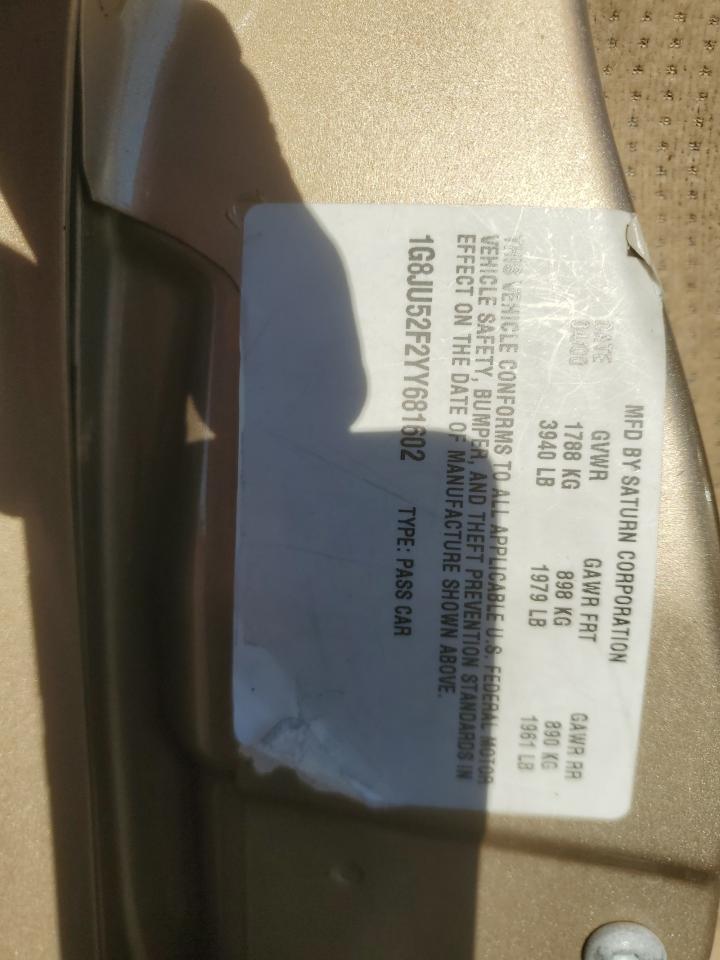 MFD BY SATURN CORPORATION
DATE GVWR GAWR FRT GAWR RR
1788 KG 898 KG 890 KG
3940 LB 1979 LB 1961 LB
THIS VEHICLE CONFORMS TO ALL APPLICABLE U.S. FEDERAL MOTOR
VEHICLE SAFETY, BUMPER, AND THEFT PREVENTION STANDARDS IN
EFFECT ON THE DATE OF MANUFACTURE SHOWN ABOVE.
1G8JU52F2YY681602 TYPE: PASS CAR